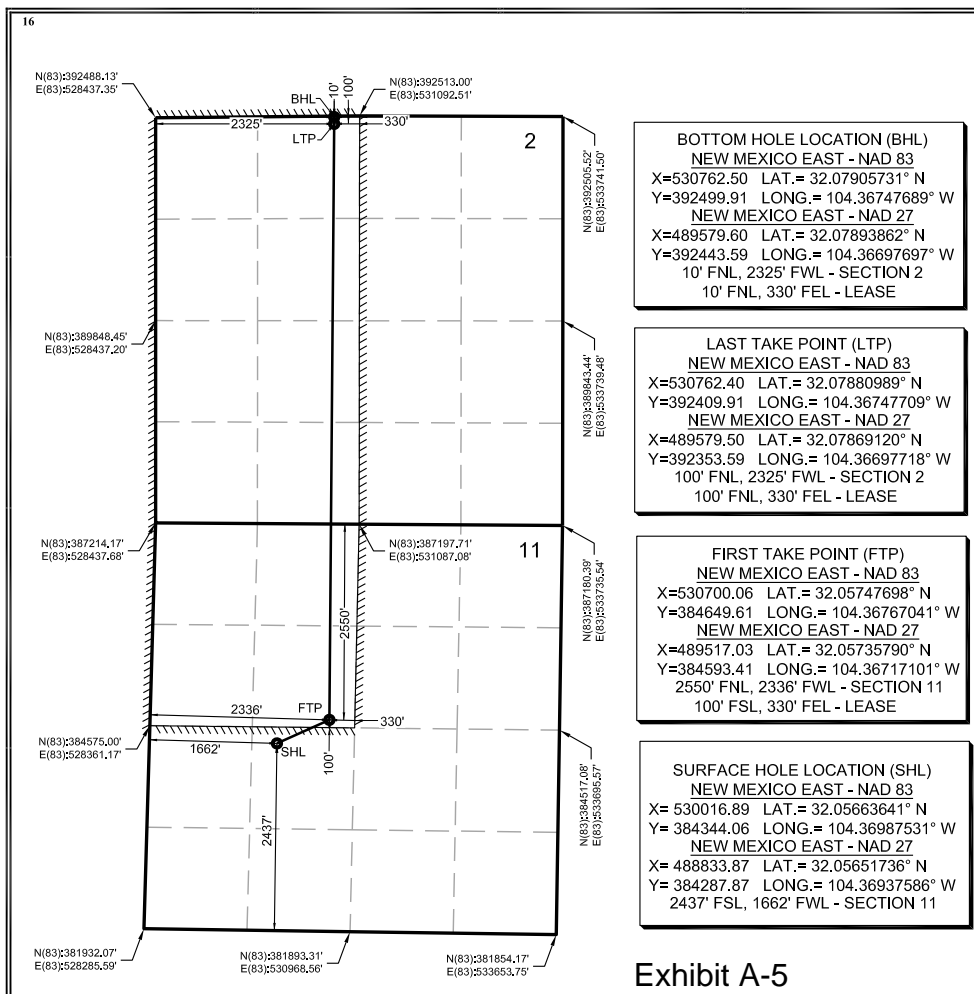 16
N(83):392488.13'
E(83):528437.35'
BHL
10'
100'
N(83):392513.00'
E(83):531092.51'
2325'
LTP
330'
2
N(83):392505.52'
E(83):533741.50'
N(83):389848.45'
E(83):528437.20'
N(83):389843.44'
E(83):533739.48'
N(83):387214.17'
E(83):528437.68'
N(83):387197.71'
E(83):531087.08'
11
N(83):387180.39'
E(83):533735.54'
2550'
2336'
FTP
330'
N(83):384575.00'
E(83):528361.17'
1662'
SHL
100'
N(83):384517.08'
E(83):533695.57'
2437'
N(83):381932.07'
E(83):528285.59'
N(83):381893.31'
E(83):530968.56'
N(83):381854.17'
E(83):533653.75'
BOTTOM HOLE LOCATION (BHL)
NEW MEXICO EAST - NAD 83
X=530762.50 LAT.= 32.07905731° N
Y=392499.91 LONG.= 104.36747689° W
NEW MEXICO EAST - NAD 27
X=489579.60 LAT.= 32.07893862° N
Y=392443.59 LONG.= 104.36697697° W
10' FNL, 2325' FWL - SECTION 2
10' FNL, 330' FEL - LEASE
LAST TAKE POINT (LTP)
NEW MEXICO EAST - NAD 83
X=530762.40 LAT.= 32.07880989° N
Y=392409.91 LONG.= 104.36747709° W
NEW MEXICO EAST - NAD 27
X=489579.50 LAT.= 32.07869120° N
Y=392353.59 LONG.= 104.36697718° W
100' FNL, 2325' FWL - SECTION 2
100' FNL, 330' FEL - LEASE
FIRST TAKE POINT (FTP)
NEW MEXICO EAST - NAD 83
X=530700.06 LAT.= 32.05747698° N
Y=384649.61 LONG.= 104.36767041° W
NEW MEXICO EAST - NAD 27
X=489517.03 LAT.= 32.05735790° N
Y=384593.41 LONG.= 104.36717101° W
2550' FNL, 2336' FWL - SECTION 11
100' FSL, 330' FEL - LEASE
SURFACE HOLE LOCATION (SHL)
NEW MEXICO EAST - NAD 83
X= 530016.89 LAT.= 32.05663641° N
Y= 384344.06 LONG.= 104.36987531° W
NEW MEXICO EAST - NAD 27
X= 488833.87 LAT.= 32.05651736° N
Y= 384287.87 LONG.= 104.36937586° W
2437' FSL, 1662' FWL - SECTION 11
Exhibit A-5